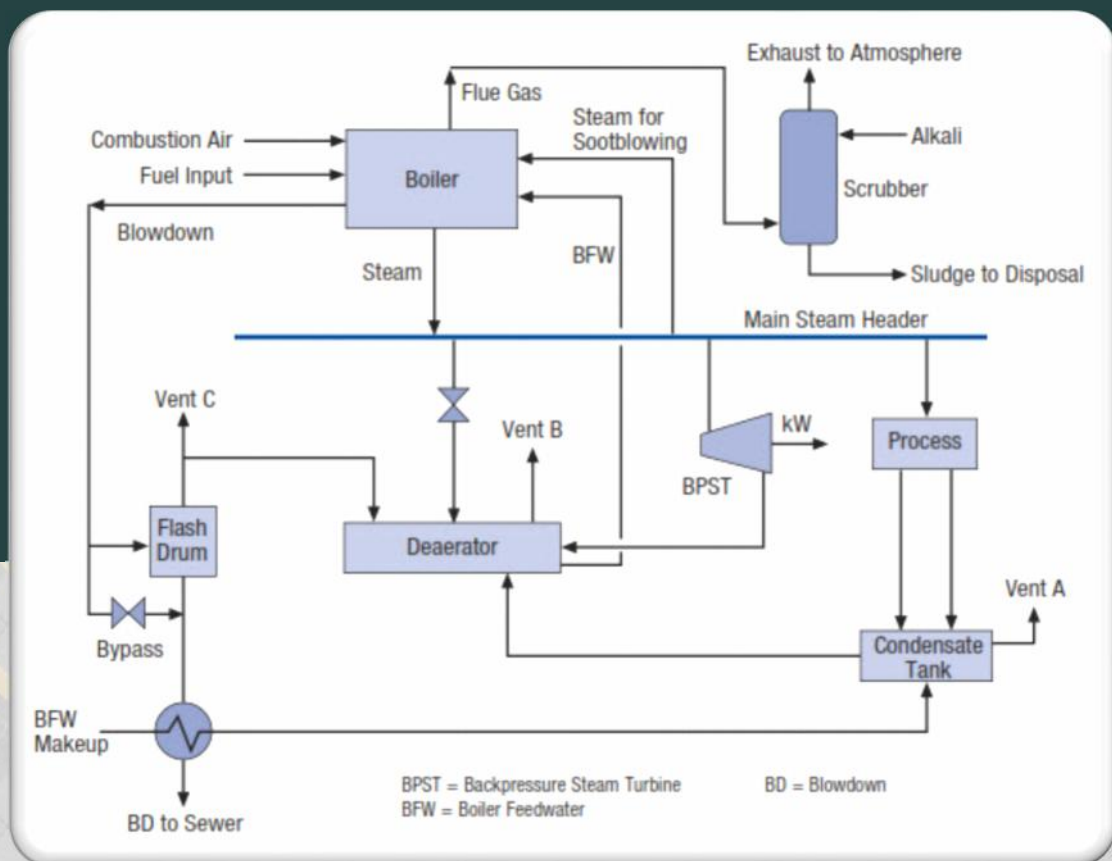 Exhaust to Atmosphere
Flue Gas
Steam for
Sootblowing
Combustion Air
Alkali
Fuel Input
Boiler
Scrubber
Blowdown
BFW
Steam
Sludge to Disposal
Main Steam Header
Vent C
Vent B
kW
Process
BPST
Flash
Drum
Deaerator
Vent A
Bypass
Condensate
Tank
BFW
Makeup
BPST = Backpressure Steam Turbine
BD = Blowdown
BFW = Boiler Feedwater
BD to Sewer